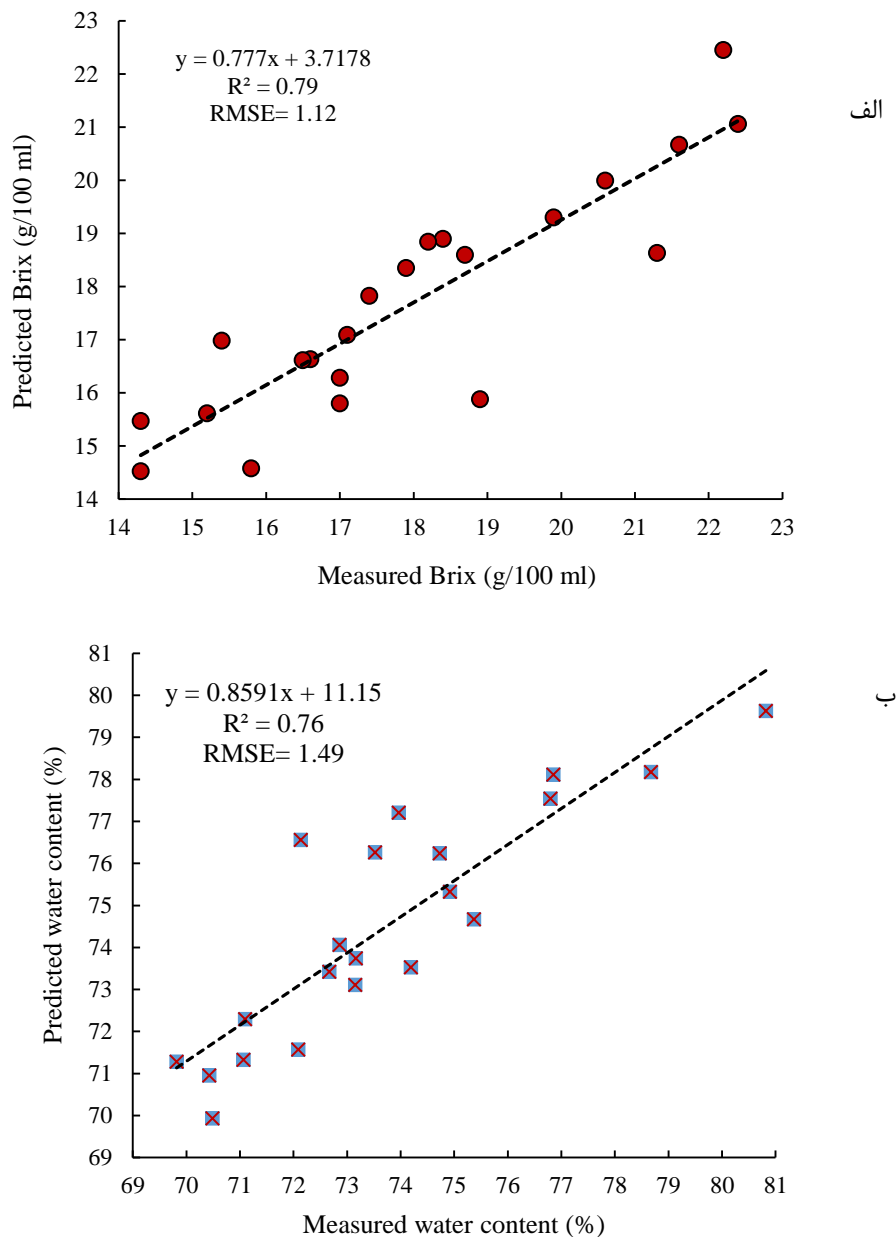 y = 0.777x + 3.7178
R² = 0.79
RMSE= 1.12
الف
Predicted Brix (g/100 ml)
23
22
21
20
19
18
17
16
15
14
14 15 16 17 18 19 20 21 22 23
Measured Brix (g/100 ml)
y = 0.8591x + 11.15
R² = 0.76
RMSE= 1.49
ب
Predicted water content (%)
81
80
79
78
77
76
75
74
73
72
71
70
69
69 70 71 72 73 74 75 76 77 78 79 80 81
Measured water content (%)